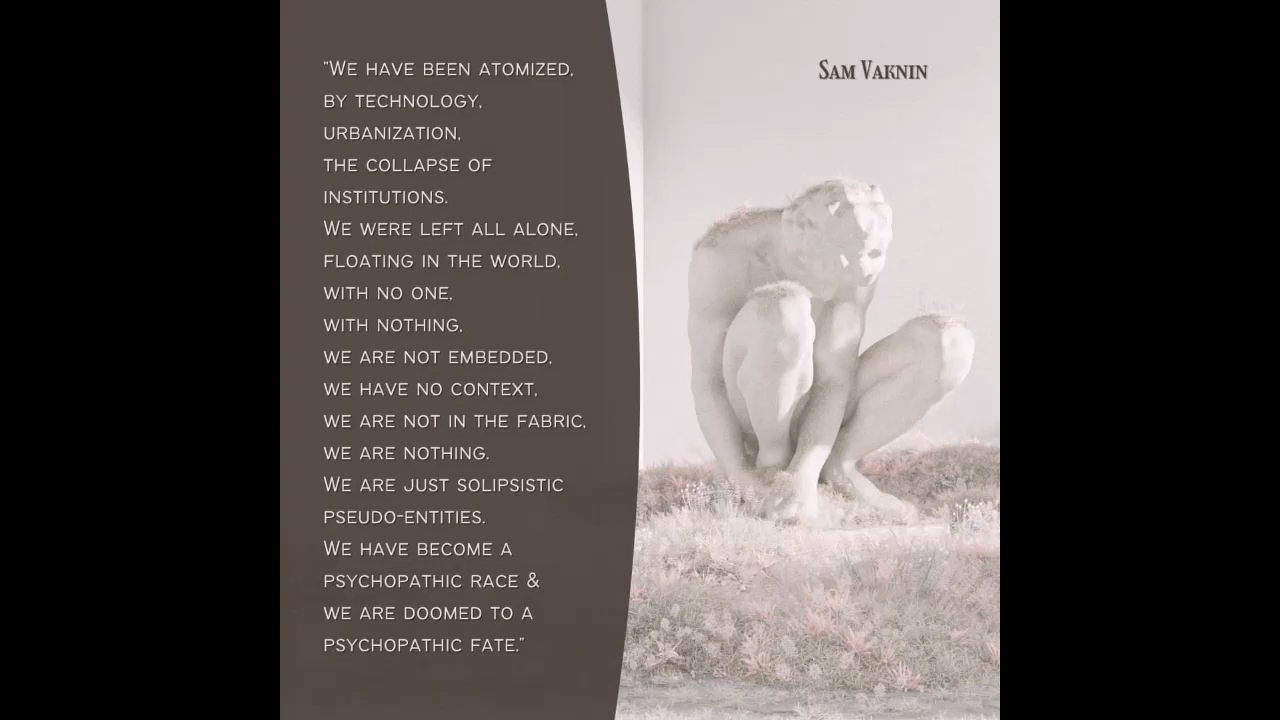 "We have been atomized,
by technology,
urbanization,
the collapse of
institutions.
We were left all alone,
floating in the world,
with no one,
with nothing,
we are not embedded,
we have no context,
we are not in the fabric,
we are nothing.
We are just solipsistic
pseudo-entities.
We have become a
psychopathic race &
we are doomed to a
psychopathic fate."
Sam Vaknin